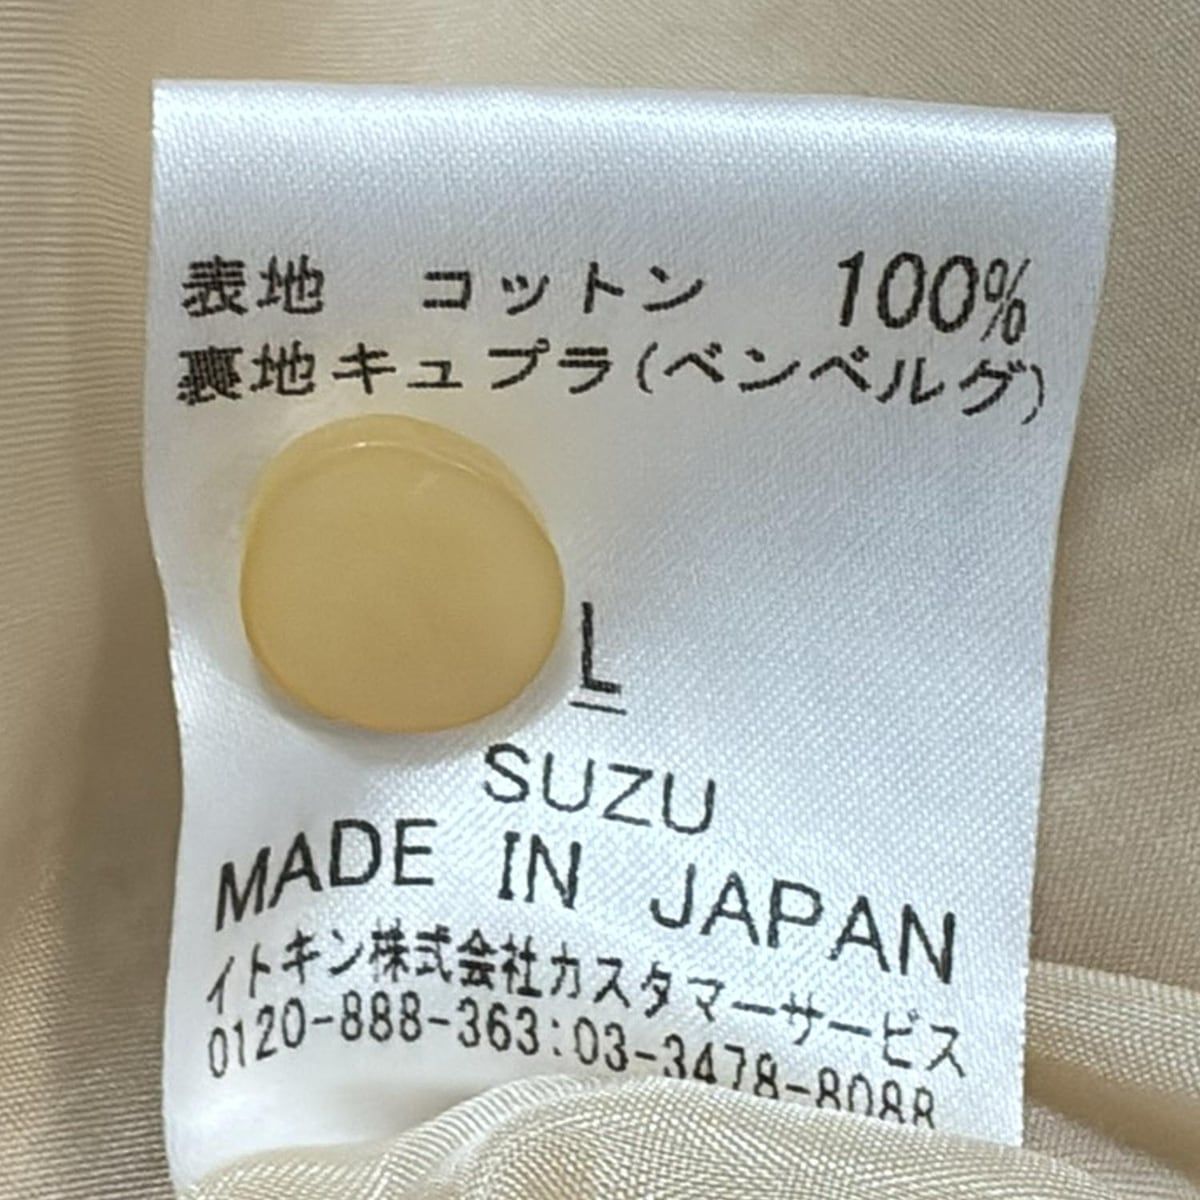 表地 コットン 100%
裏地キュプラ(ベンベルグ)
L
SUZU
MADE IN JAPAN
イトキン株式会社カスタマーサービス
0120-888-363:03-3478-8088